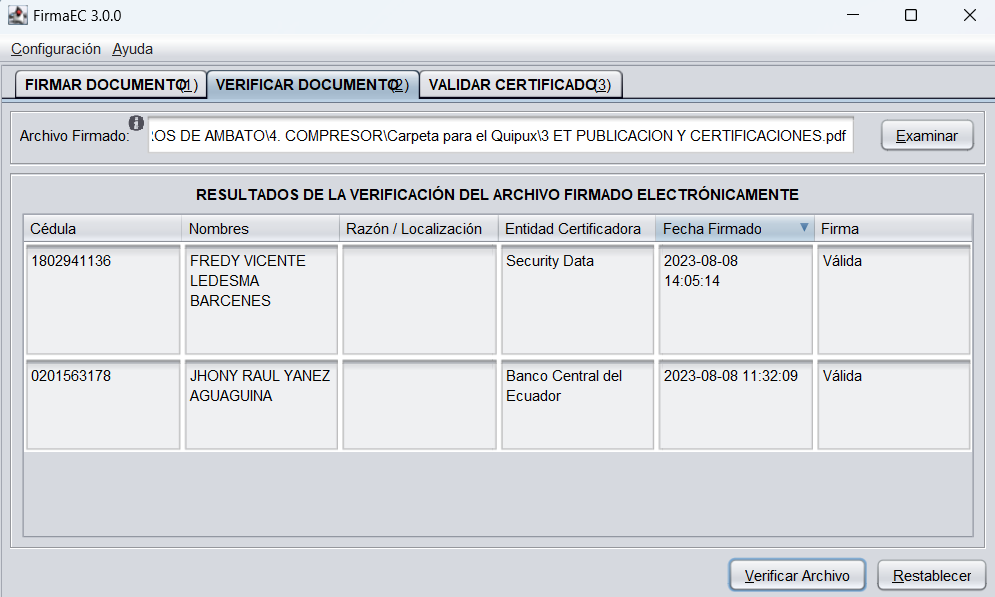 FirmaEC 3.0.0
Configuración Ayuda
FIRMAR DOCUMENTO(1) VERIFICAR DOCUMENTO(2) VALIDAR CERTIFICADO(3)
Archivo Firmado: ROS DE AMBATO\4. COMPRESOR\Carpeta para el Quipux\3 ET PUBLICACION Y CERTIFICACIONES.pdf Examinar
RESULTADOS DE LA VERIFICACIÓN DEL ARCHIVO FIRMADO ELECTRÓNICAMENTE
Cédula Nombres Razón / Localización Entidad Certificadora Fecha Firmado Firma
1802941136 FREDY VICENTE Security Data 2023-08-08 Válida
LEDESMA 14:05:14
BARCENES
0201563178 JHONY RAUL YANEZ Banco Central del 2023-08-08 11:32:09 Válida
AGUAGUINA Ecuador
Verificar Archivo Restablecer